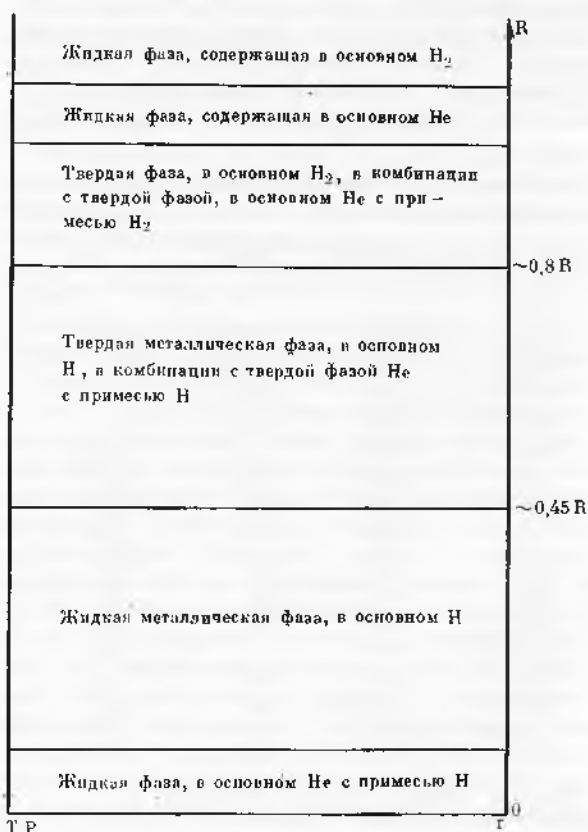 R
Жидкая фаза, содержащая в основном H₂
Жидкая фаза, содержащая в основном He
Твердая фаза, в основном H₂, в комбинации
с твердой фазой, в основном He с при–
месью H₂
~0,8 R
Твердая металлическая фаза, в основном
H, в комбинации с твердой фазой He
с примесью H
~0,45 R
Жидкая металлическая фаза, в основном H
Жидкая фаза, в основном He с примесью H
0
T, P
r